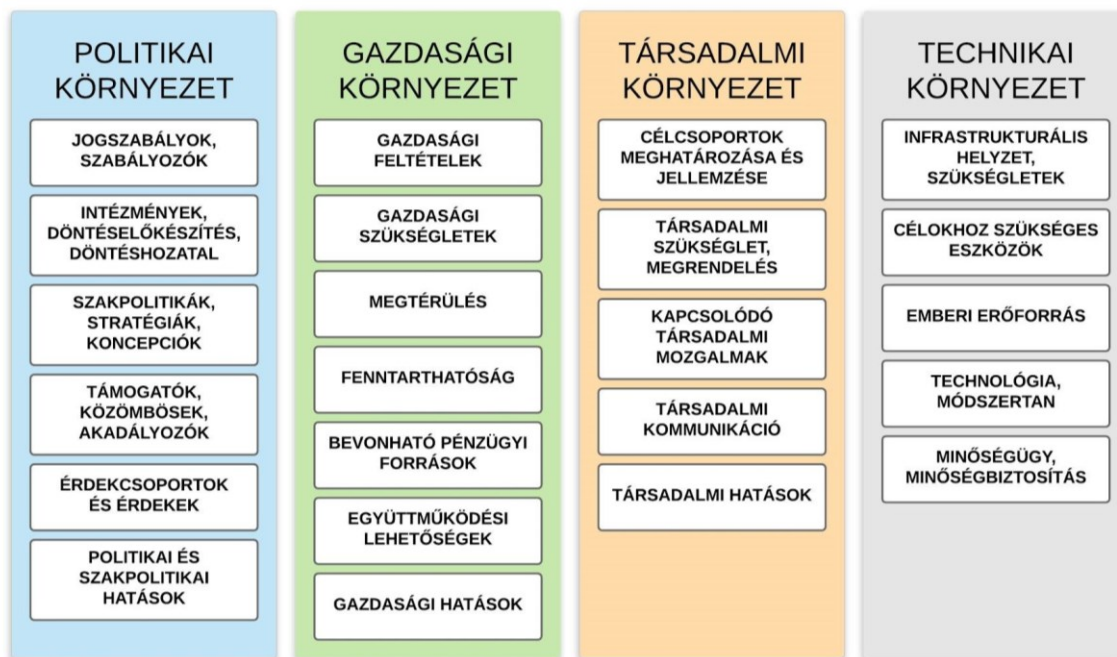 POLITIKAI
KÖRNYEZET
JOGSZABÁLYOK,
SZABÁLYOZÓK
INTÉZMÉNYEK,
DÖNTÉSELŐKÉSZÍTÉS,
DÖNTÉSHOZATAL
SZAKPOLITIKÁK,
STRATÉGIÁK,
KONCEPCIÓK
TÁMOGATÓK,
KÖZÖMBÖSEK,
AKADÁLYOZÓK
ÉRDEKCSOPORTOK
ÉS ÉRDEKEK
POLITIKAI ÉS
SZAKPOLITIKAI
HATÁSOK
GAZDASÁGI
KÖRNYEZET
GAZDASÁGI
FELTÉTELEK
GAZDASÁGI
SZÜKSÉGLETEK
MEGTÉRÜLÉS
FENNTARTHATÓSÁG
BEVONHATÓ PÉNZÜGYI
FORRÁSOK
EGYÜTTMŰKÖDÉSI
LEHETŐSÉGEK
GAZDASÁGI HATÁSOK
TÁRSADALMI
KÖRNYEZET
CÉLCSOPORTOK
MEGHATÁROZÁSA ÉS
JELLEMZÉSE
TÁRSADALMI
SZÜKSÉGLET,
MEGRENDELÉS
KAPCSOLÓDÓ
TÁRSADALMI
MOZGALMAK
TÁRSADALMI
KOMMUNIKÁCIÓ
TÁRSADALMI HATÁSOK
TECHNIKAI
KÖRNYEZET
INFRASTRUKTURÁLIS
HELYZET,
SZÜKSÉGLETEK
CÉLOKHOZ SZÜKSÉGES
ESZKÖZÖK
EMBERI ERŐFORRÁS
TECHNOLÓGIA,
MÓDSZERTAN
MINŐSÉGÜGY,
MINŐSÉGBIZTOSÍTÁS